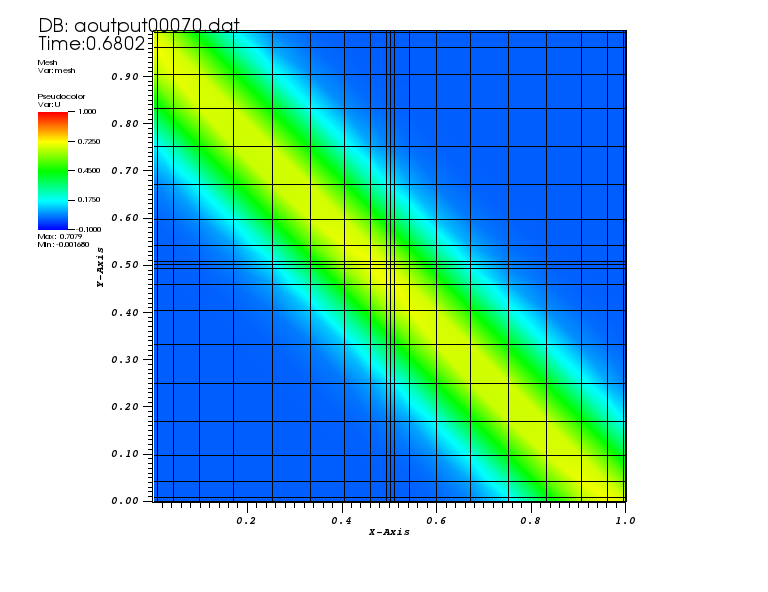 DB: aoutput00070.dat
Time:0.6802
Mesh
Var: mesh
Pseudocolor
Var: U
1.000
0.7250
0.4500
0.1750
-0.1000
Max: 0.7079
Min: -0.001680
Y-Axis
0.90
0.80
0.70
0.60
0.50
0.40
0.30
0.20
0.10
0.00
0.2 0.4 0.6 0.8 1.0
X-Axis